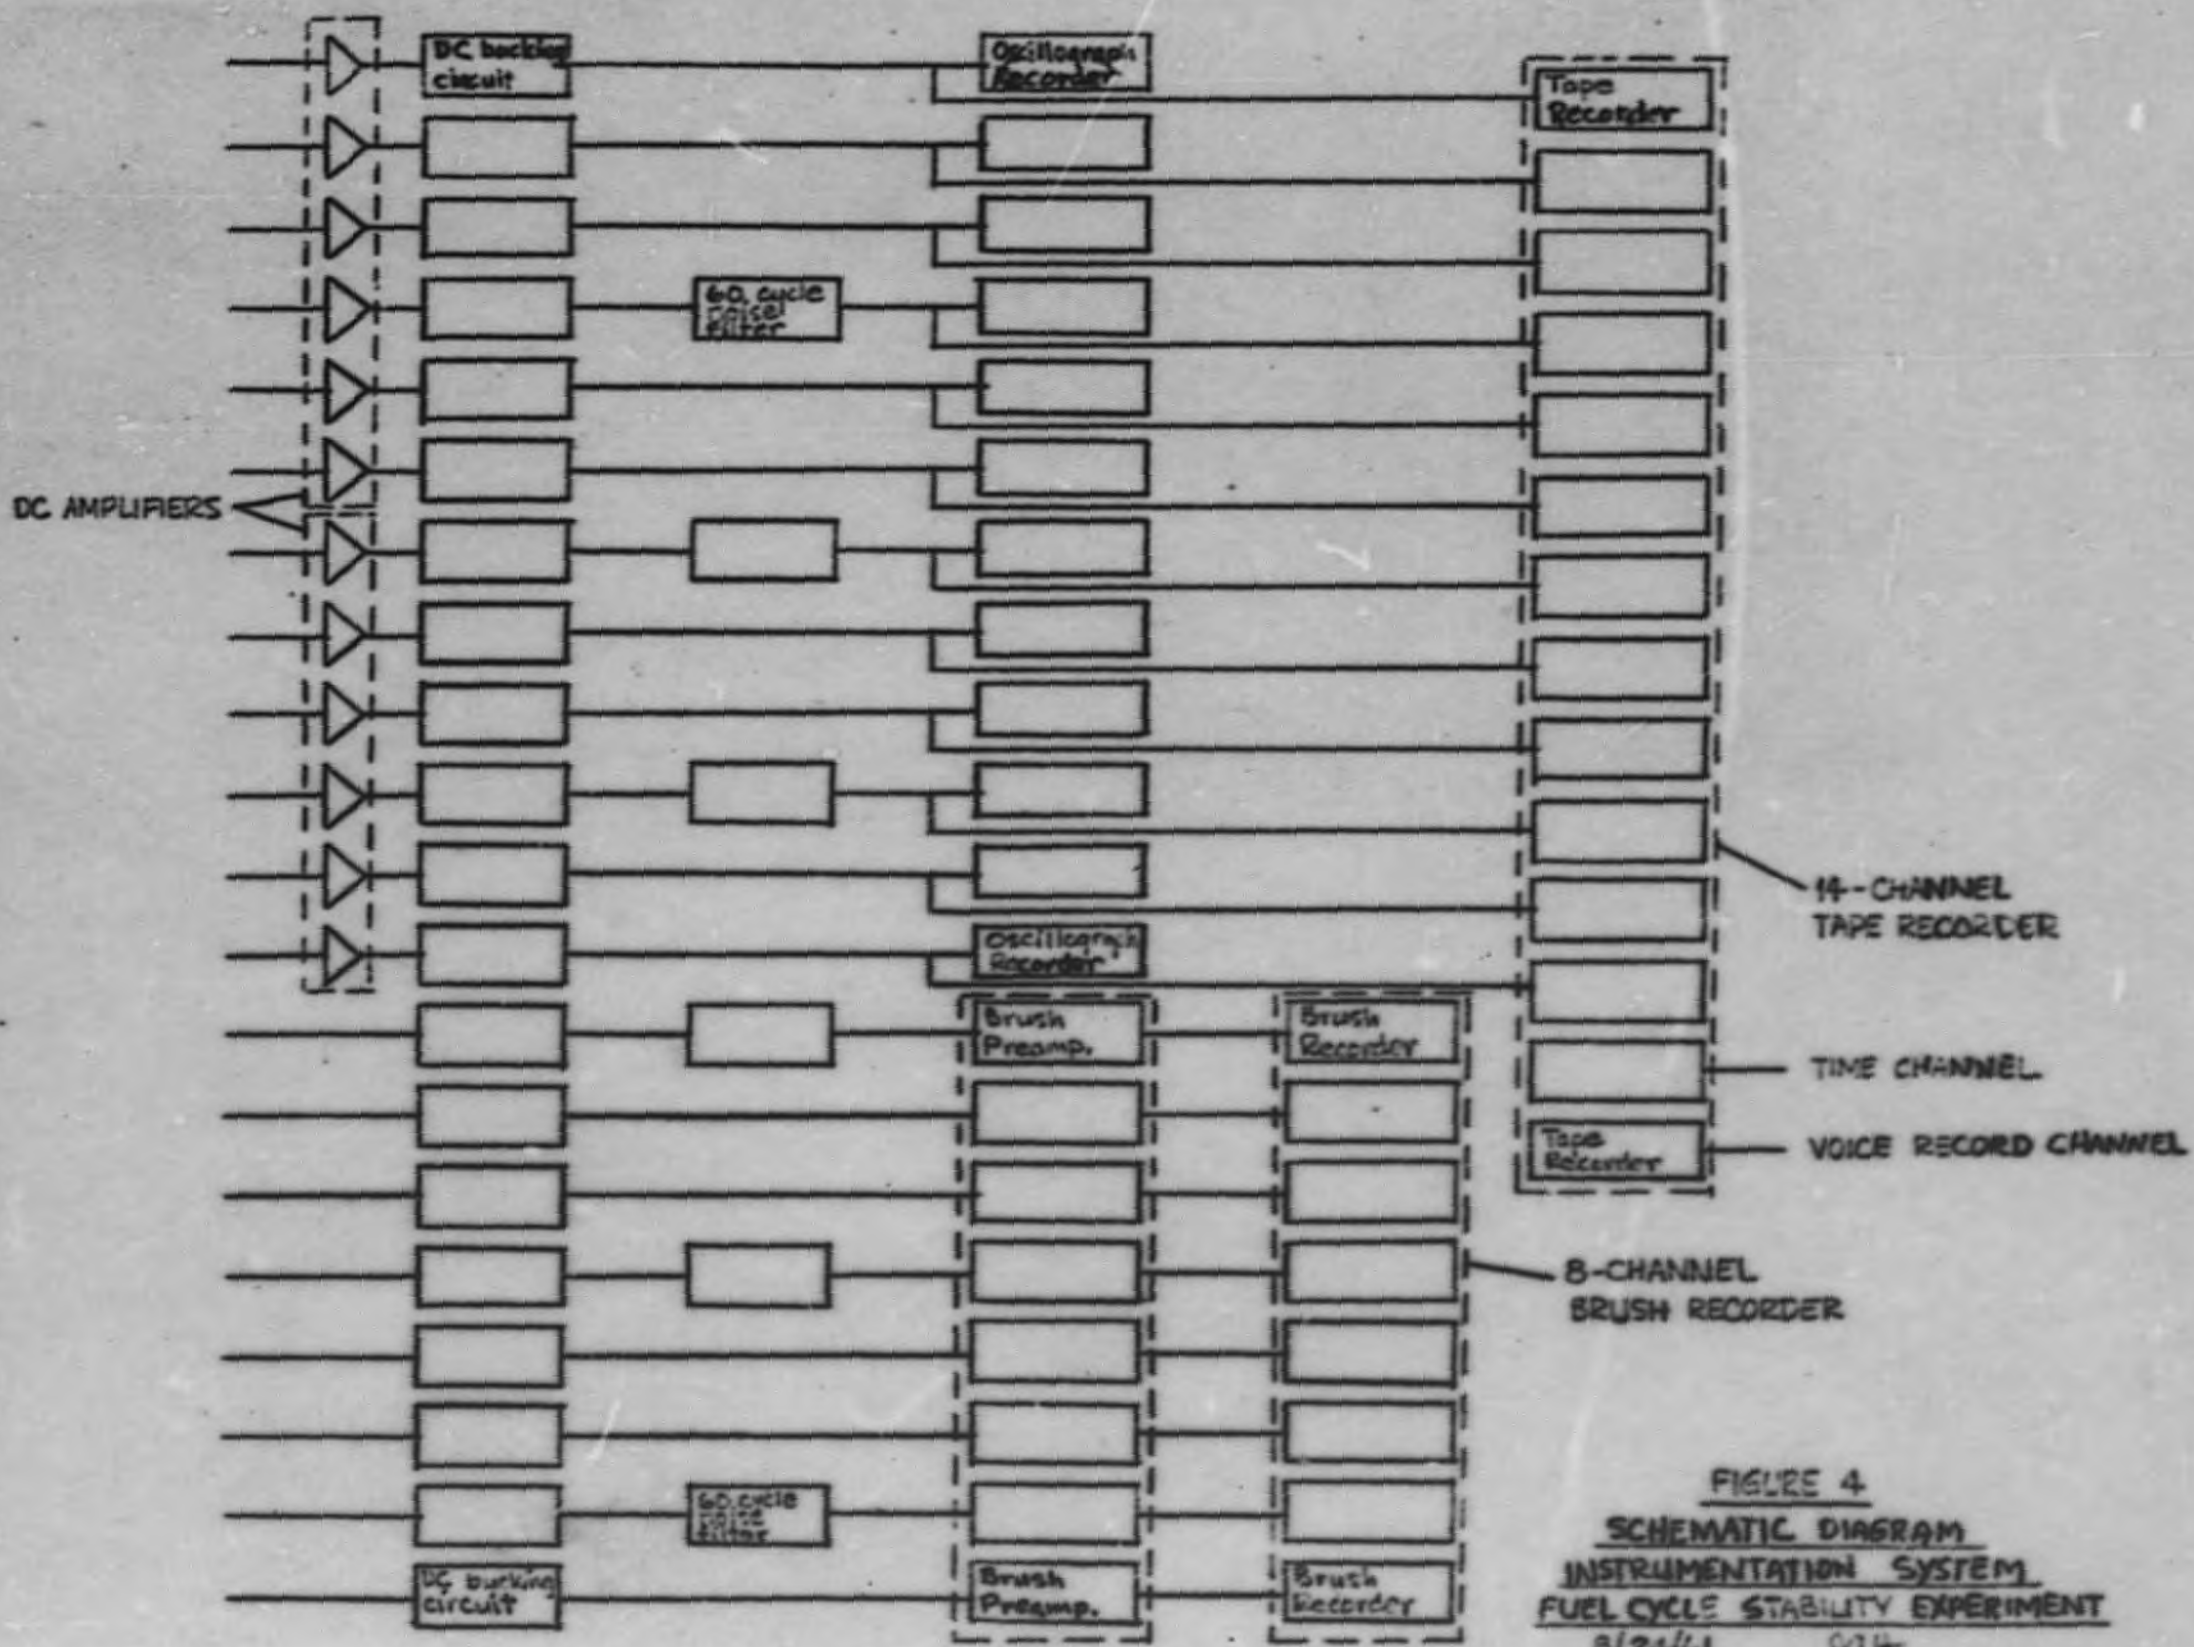 DC bucking
circuit
Oscillograph
Recorder
Tape
Recorder
60. cycle
noise
Filter
DC AMPLIFIERS
14-CHANNEL
TAPE RECORDER
Oscillograph
Recorder
Brush
Preamp.
Brush
Recorder
TIME CHANNEL
Tape
Recorder
VOICE RECORD CHANNEL
8-CHANNEL
BRUSH RECORDER
60. cycle
noise
Filter
DC bucking
circuit
Brush
Preamp.
Brush
Recorder
FIGURE 4
SCHEMATIC DIAGRAM
INSTRUMENTATION SYSTEM
FUEL CYCLE STABILITY EXPERIMENT